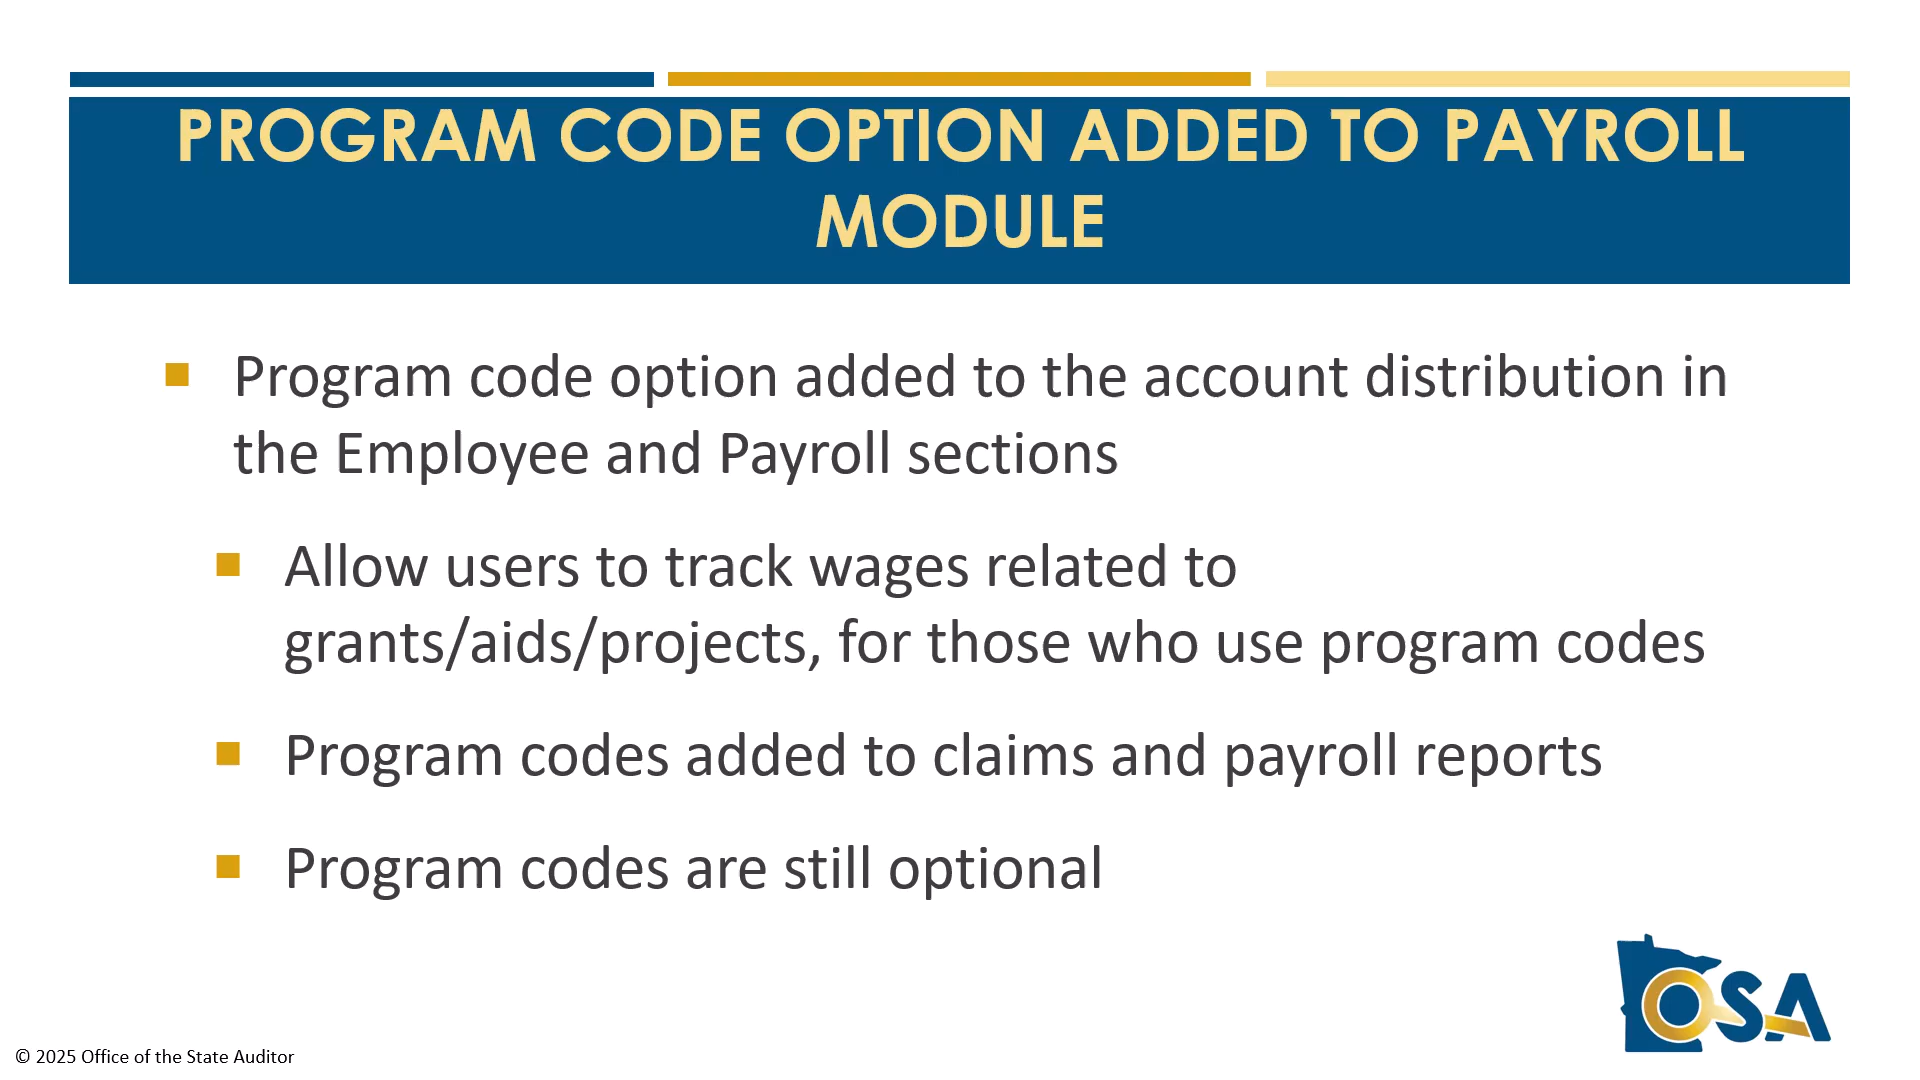 PROGRAM CODE OPTION ADDED TO PAYROLL
MODULE
Program code option added to the account distribution in
the Employee and Payroll sections
Allow users to track wages related to
grants/aids/projects, for those who use program codes
Program codes added to claims and payroll reports
Program codes are still optional
OSA
© 2025 Office of the State Auditor